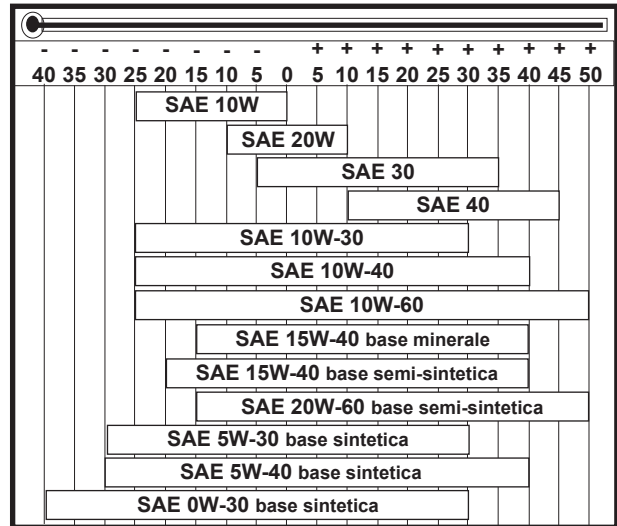 - - - - - - - - + + + + + + + + + +
40 35 30 25 20 15 10 5 0 5 10 15 20 25 30 35 40 45 50
SAE 10W
SAE 20W
SAE 30
SAE 40
SAE 10W-30
SAE 10W-40
SAE 10W-60
SAE 15W-40 base minerale
SAE 15W-40 base semi-sintetica
SAE 20W-60 base semi-sintetica
SAE 5W-30 base sintetica
SAE 5W-40 base sintetica
SAE 0W-30 base sintetica